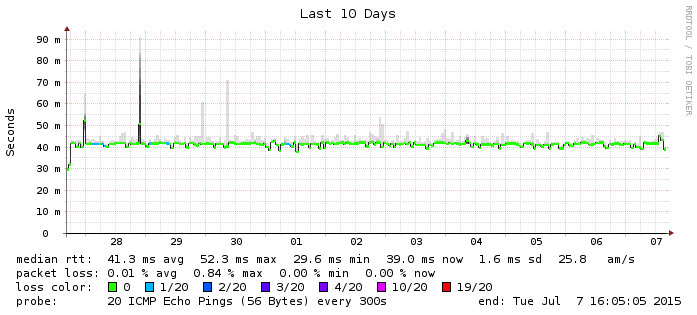 Last 10 Days
RRDTOOL / TOBI OETIKER
Seconds
90 m
80 m
70 m
60 m
50 m
40 m
30 m
20 m
10 m
0
28 29 30 01 02 03 04 05 06 07
median rtt: 41.3 ms avg 52.3 ms max 29.6 ms min 39.0 ms now 1.6 ms sd 25.8 am/s
packet loss: 0.01 % avg 0.84 % max 0.00 % min 0.00 % now
loss color: 0 1/20 2/20 3/20 4/20 10/20 19/20
probe: 20 ICMP Echo Pings (56 Bytes) every 300s end: Tue Jul 7 16:05:05 2015